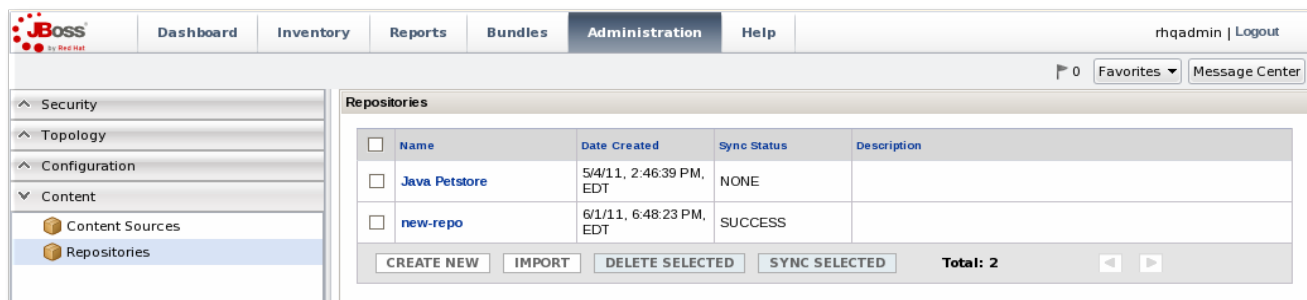 JBoss
by Red Hat
Dashboard Inventory Reports Bundles Administration Help rhqadmin | Logout
0 Favorites Message Center
Security
Topology
Configuration
Content
Content Sources
Repositories
Repositories
Name Date Created Sync Status Description
Java Petstore 5/4/11, 2:46:39 PM, EDT NONE
new-repo 6/1/11, 6:48:23 PM, EDT SUCCESS
CREATE NEW IMPORT DELETE SELECTED SYNC SELECTED Total: 2